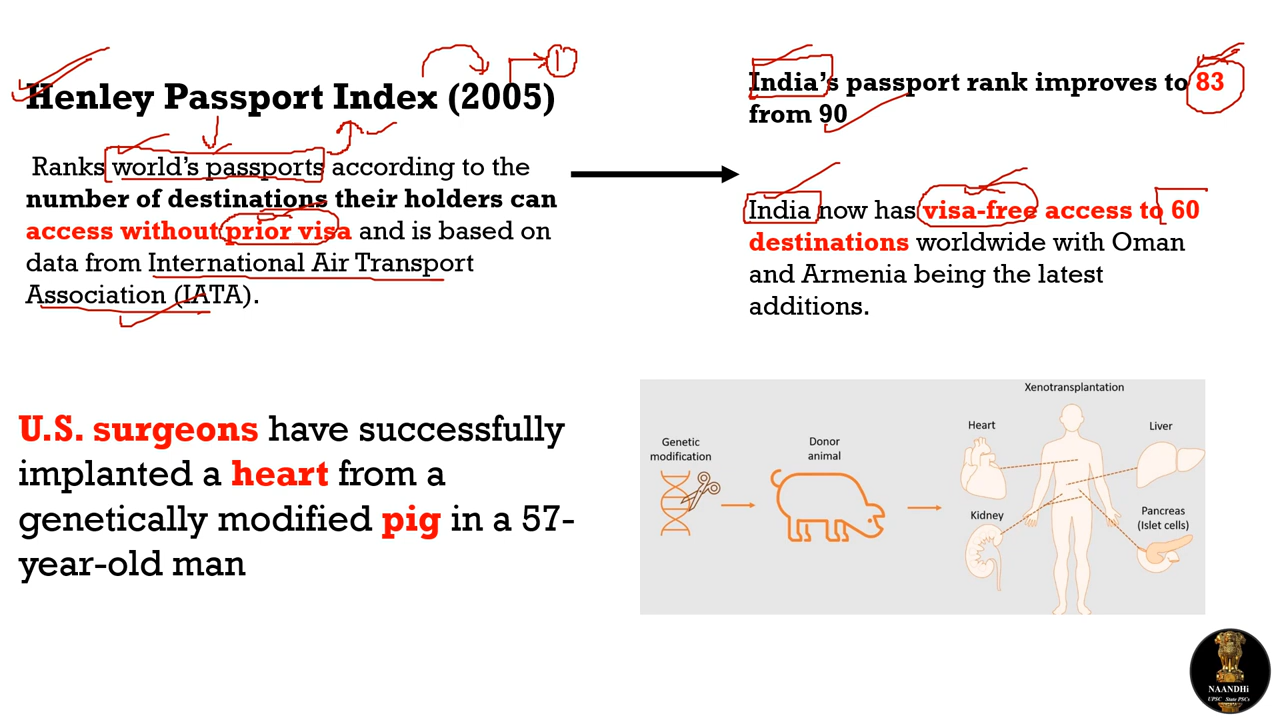 Henley Passport Index (2005)
1
Ranks world's passports according to the
number of destinations their holders can
access without prior visa and is based on
data from International Air Transport
Association (IATA).
India's passport rank improves to 83
from 90
India now has visa-free access to 60
destinations worldwide with Oman
and Armenia being the latest
additions.
U.S. surgeons have successfully
implanted a heart from a
genetically modified pig in a 57-
year-old man
Xenotransplantation
Genetic
modification
Donor
animal
Heart
Liver
Kidney
Pancreas
(Islet cells)
NAANDHi
UPSC State PSCs